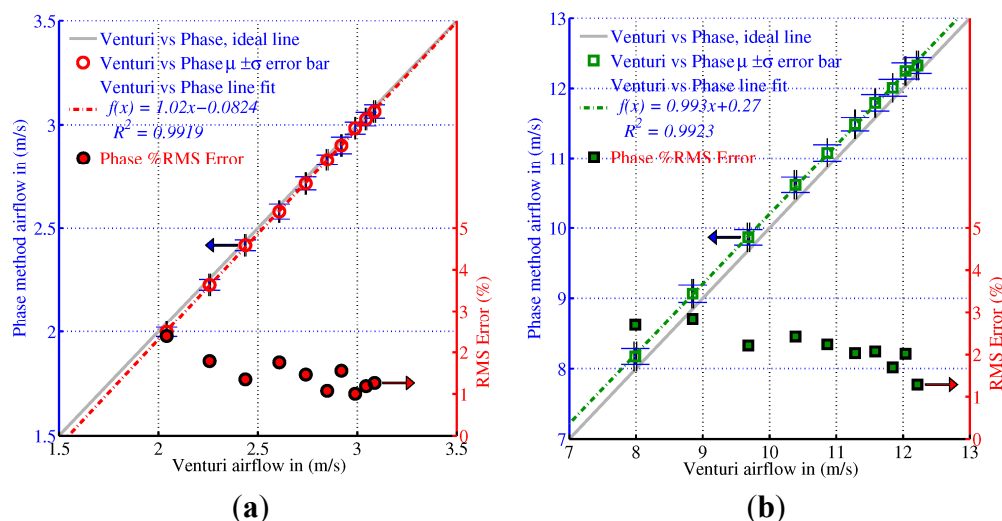 3.5
3
2.5
2
1.5
Phase method airflow in (m/s)
Venturi vs Phase, ideal line
Venturi vs Phase μ ±σ error bar
Venturi vs Phase line fit
f(x) = 1.02x−0.0824
R² = 0.9919
Phase %RMS Error
5
4
3
2
1
0
RMS Error (%)
1.5 2 2.5 3 3.5
Venturi airflow in (m/s)
(a)
13
12
11
10
9
8
7
Phase method airflow in (m/s)
Venturi vs Phase, ideal line
Venturi vs Phase μ ±σ error bar
Venturi vs Phase line fit
f(x) = 0.993x+0.27
R² = 0.9923
Phase %RMS Error
5
4
3
2
1
0
RMS Error (%)
7 8 9 10 11 12 13
Venturi airflow in (m/s)
(b)